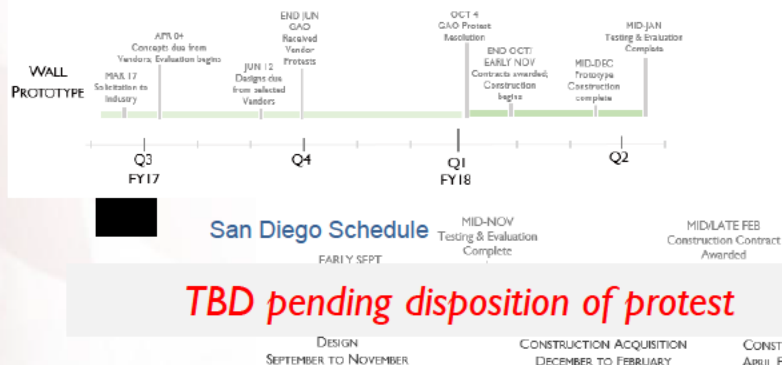 END JUN
GAO
Received
Vendor
Protests
OCT 4
GAO Protest
Resolution
MID-JAN
Testing & Evaluation
Complete
APR 04
Concepts due from
Vendors, Evaluation begins
END OCT/
EARLY NOV
Contracts awarded;
Construction
begins
WALL
PROTOTYPE
MAR 17
Solicitation to
Industry
JUN 12
Designs due
from selected
Vendors
MID-DEC
Prototype
Construction
complete
Q3
FY17
Q4
Q1
FY18
Q2
San Diego Schedule
MID-NOV
Testing & Evaluation
Complete
MID/LATE FEB
Construction Contract
Awarded
EARLY SEPT
TBD pending disposition of protest
DESIGN
SEPTEMBER TO NOVEMBER
CONSTRUCTION ACQUISITION
DECEMBER TO FEBRUARY
CONST
APRIL F